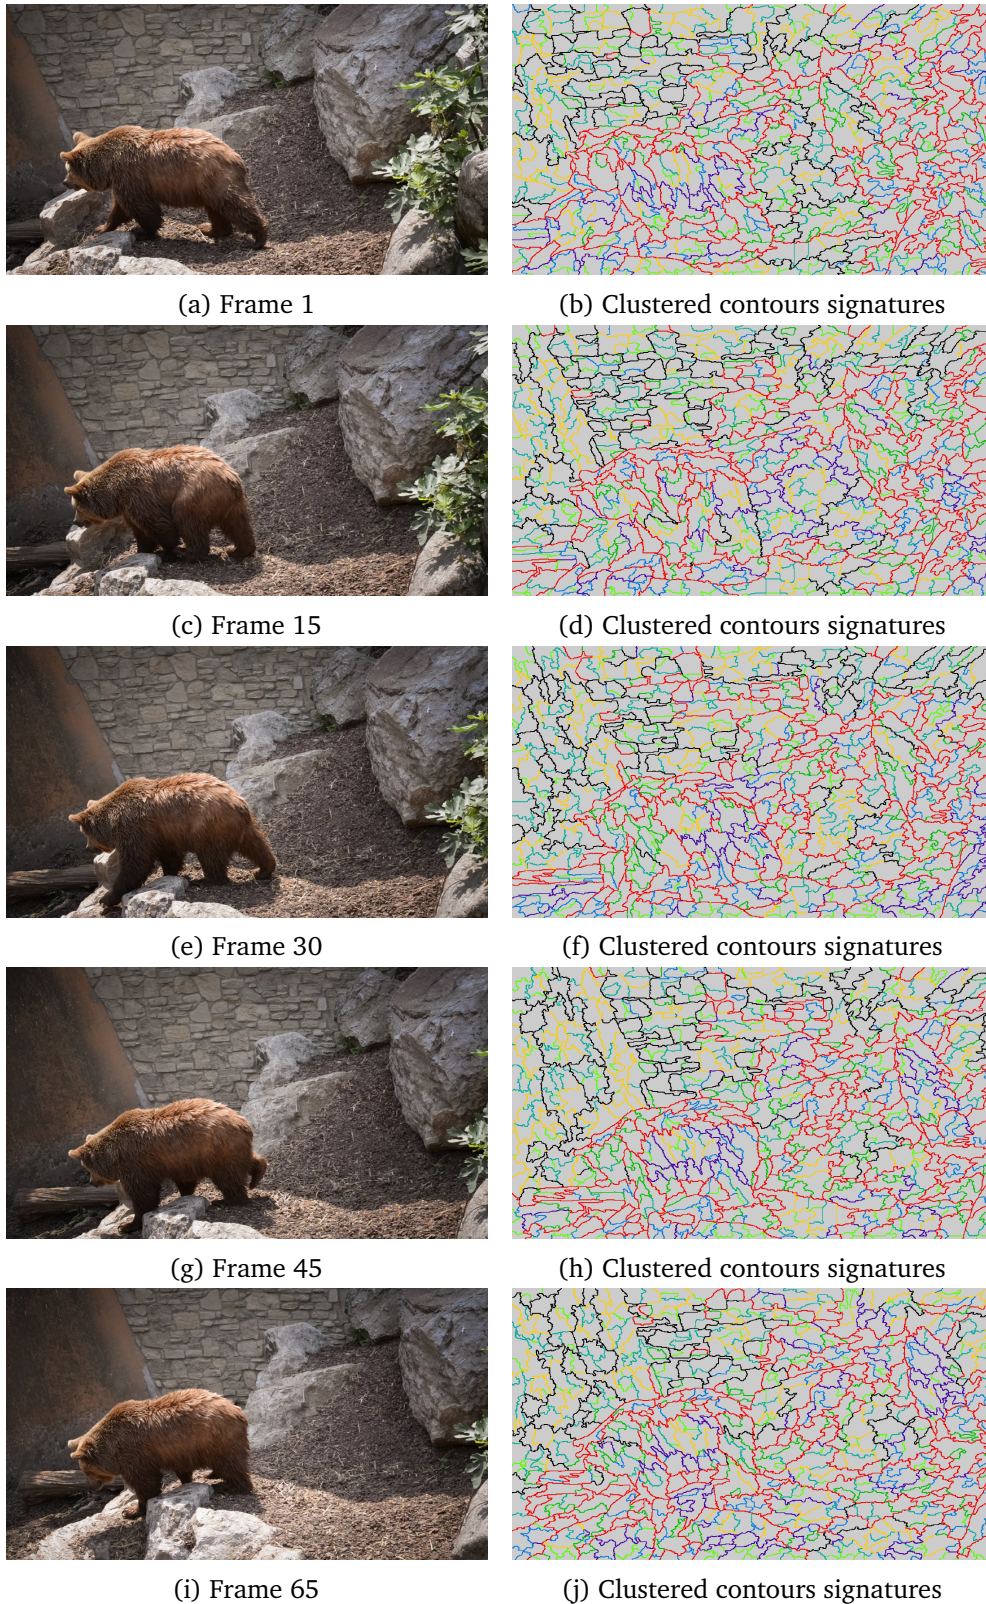 (a) Frame 1
(b) Clustered contours signatures
(c) Frame 15
(d) Clustered contours signatures
(e) Frame 30
(f) Clustered contours signatures
(g) Frame 45
(h) Clustered contours signatures
(i) Frame 65
(j) Clustered contours signatures